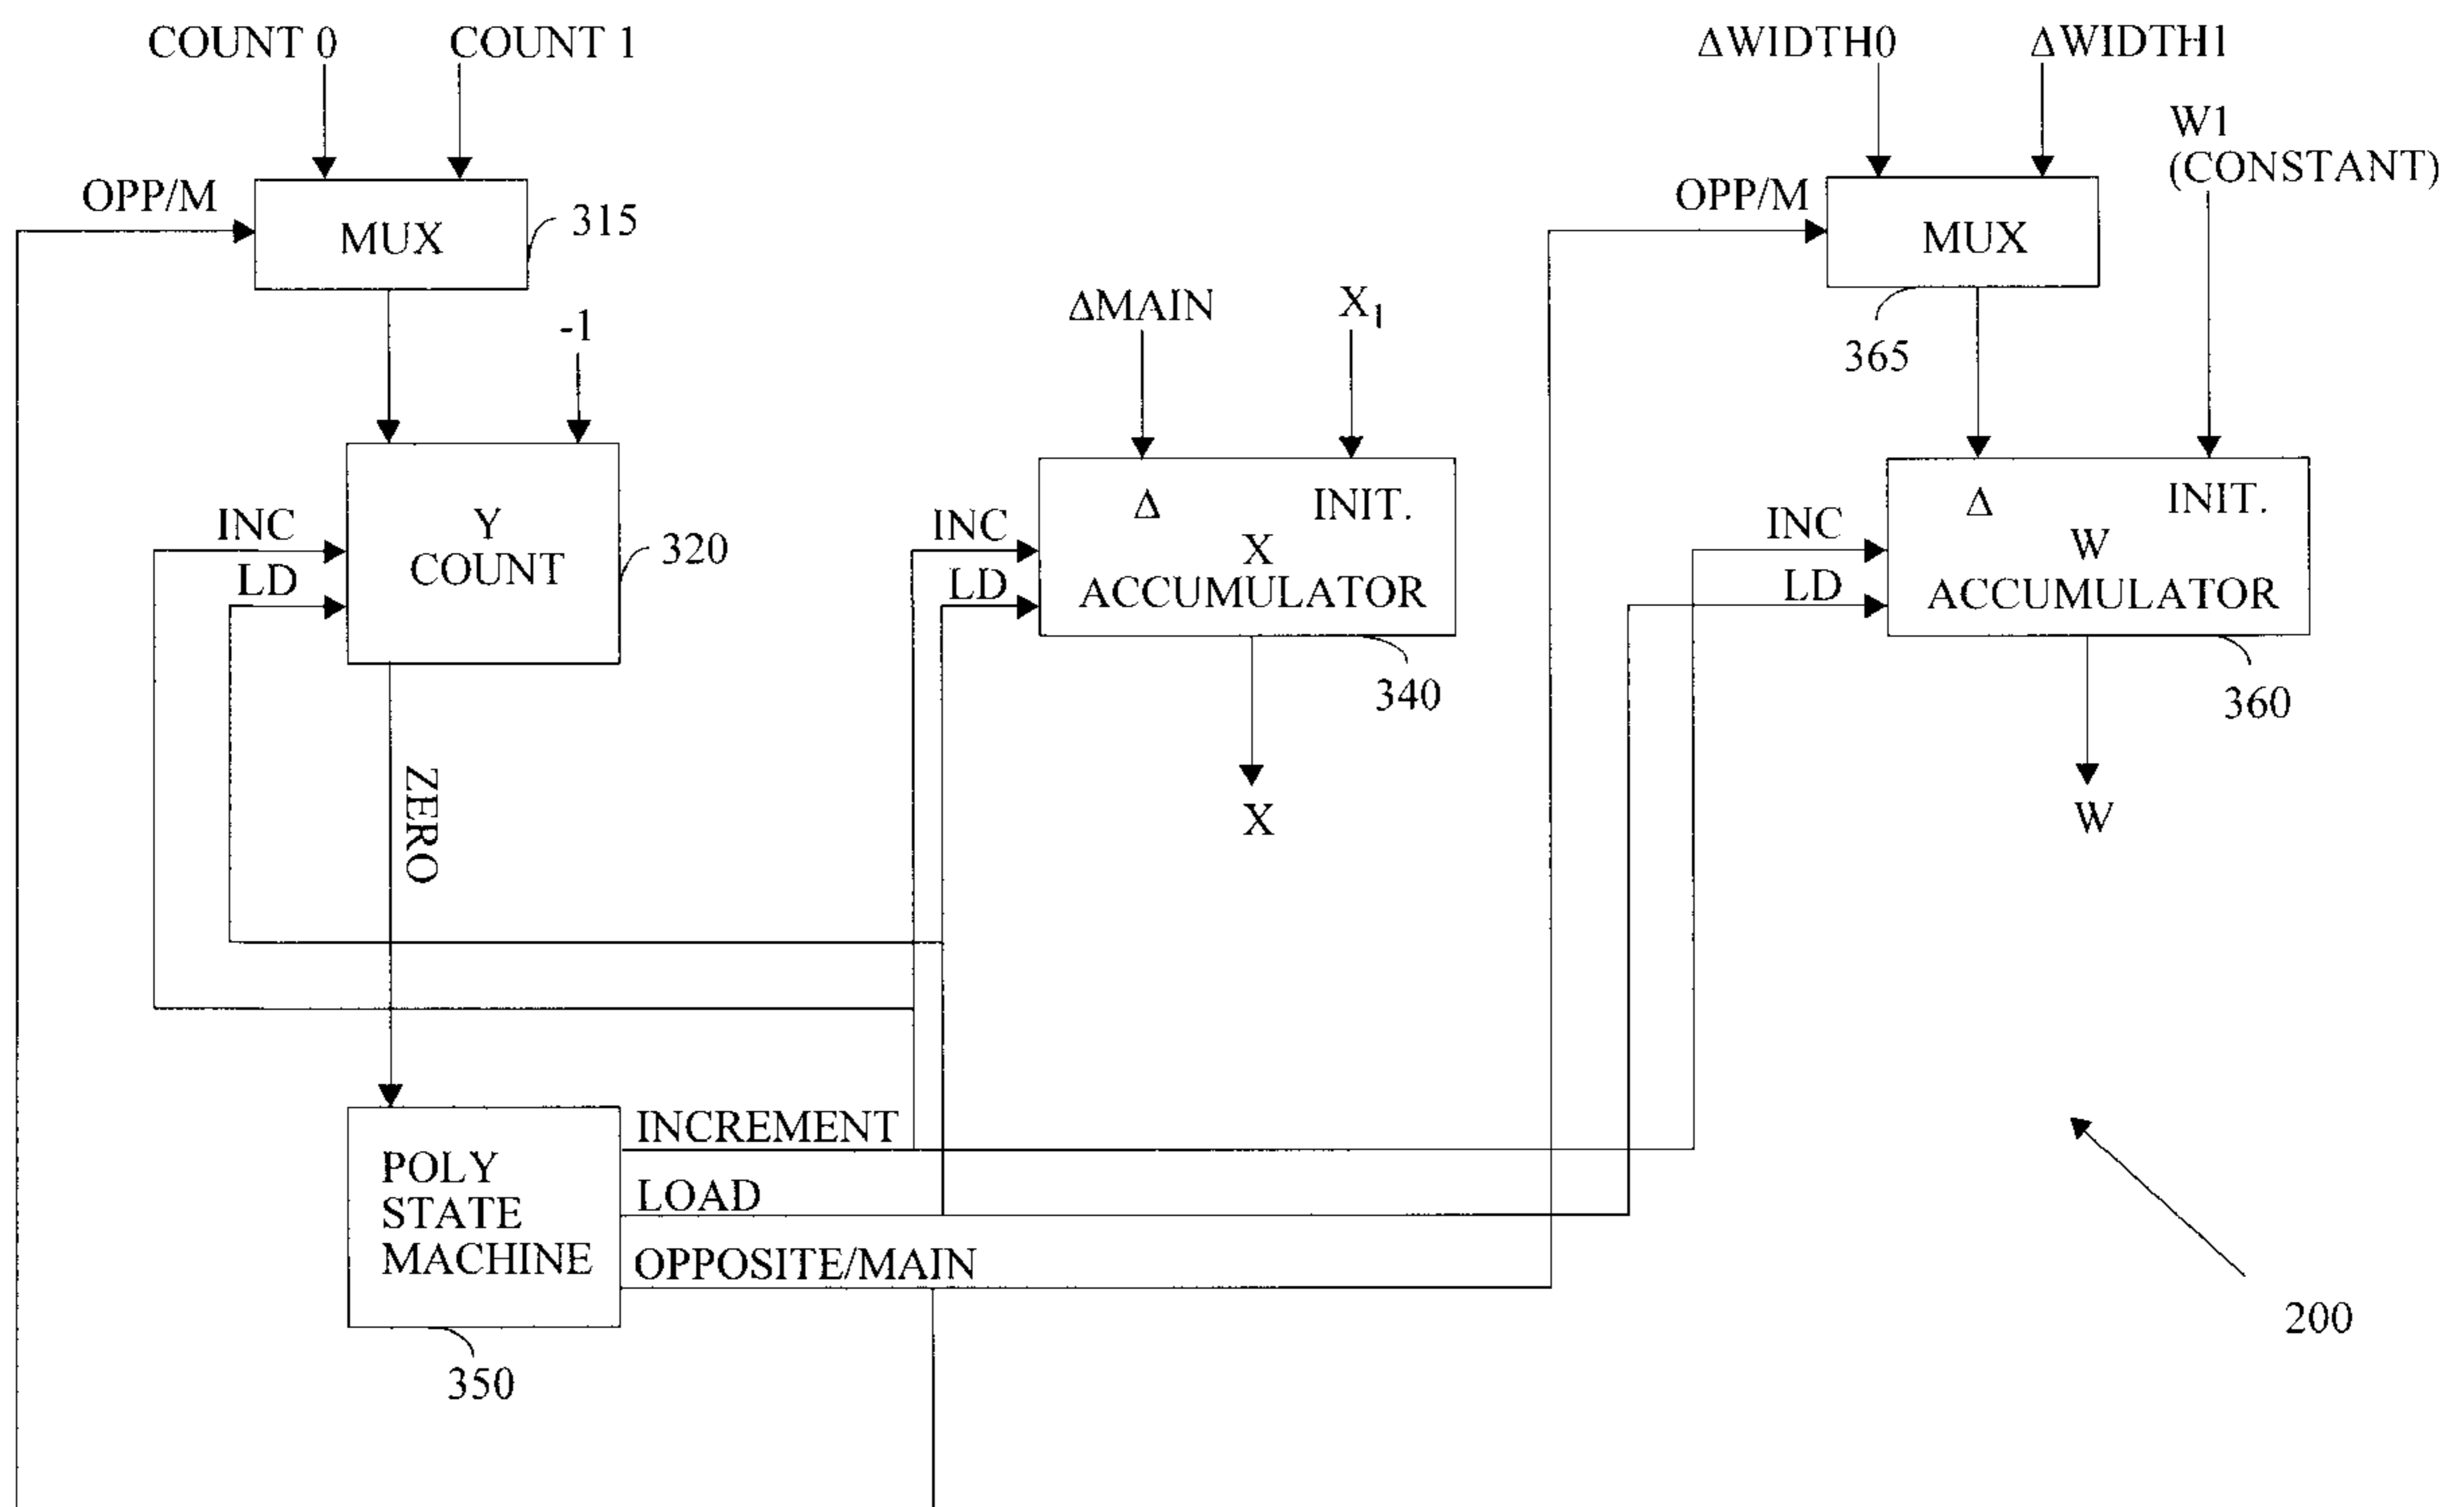 COUNT 0
COUNT 1
ΔWIDTH0
ΔWIDTH1
W1
(CONSTANT)
OPP/M
MUX
315
OPP/M
MUX
365
-1
ΔMAIN
X₁
INC
LD
Y
COUNT
320
INC
LD
Δ
INIT.
X
ACCUMULATOR
340
INC
LD
Δ
INIT.
W
ACCUMULATOR
360
ZERO
X
W
POLY
STATE
MACHINE
INCREMENT
LOAD
OPPOSITE/MAIN
350
200